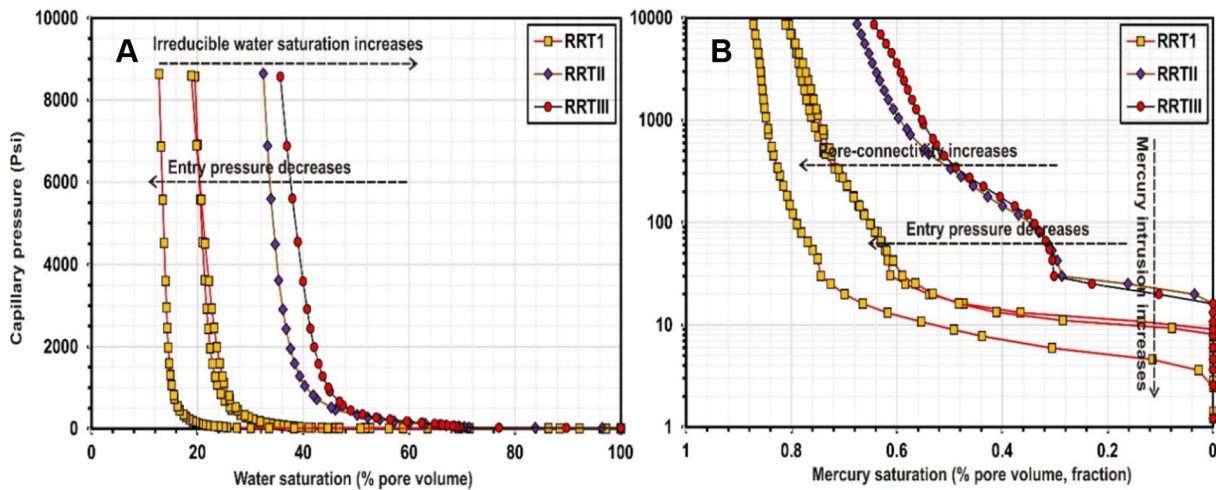 A
B
Irreducible water saturation increases
Entry pressure decreases
RRT1
RRTII
RRTIII
Capillary pressure (Psi)
10000
8000
6000
4000
2000
0
0 20 40 60 80 100
Water saturation (% pore volume)
RRT1
RRTII
RRTIII
Pore-connectivity increases
Entry pressure decreases
Mercury intrusion increases
10000
1000
100
10
1
1 0.8 0.6 0.4 0.2 0
Mercury saturation (% pore volume, fraction)